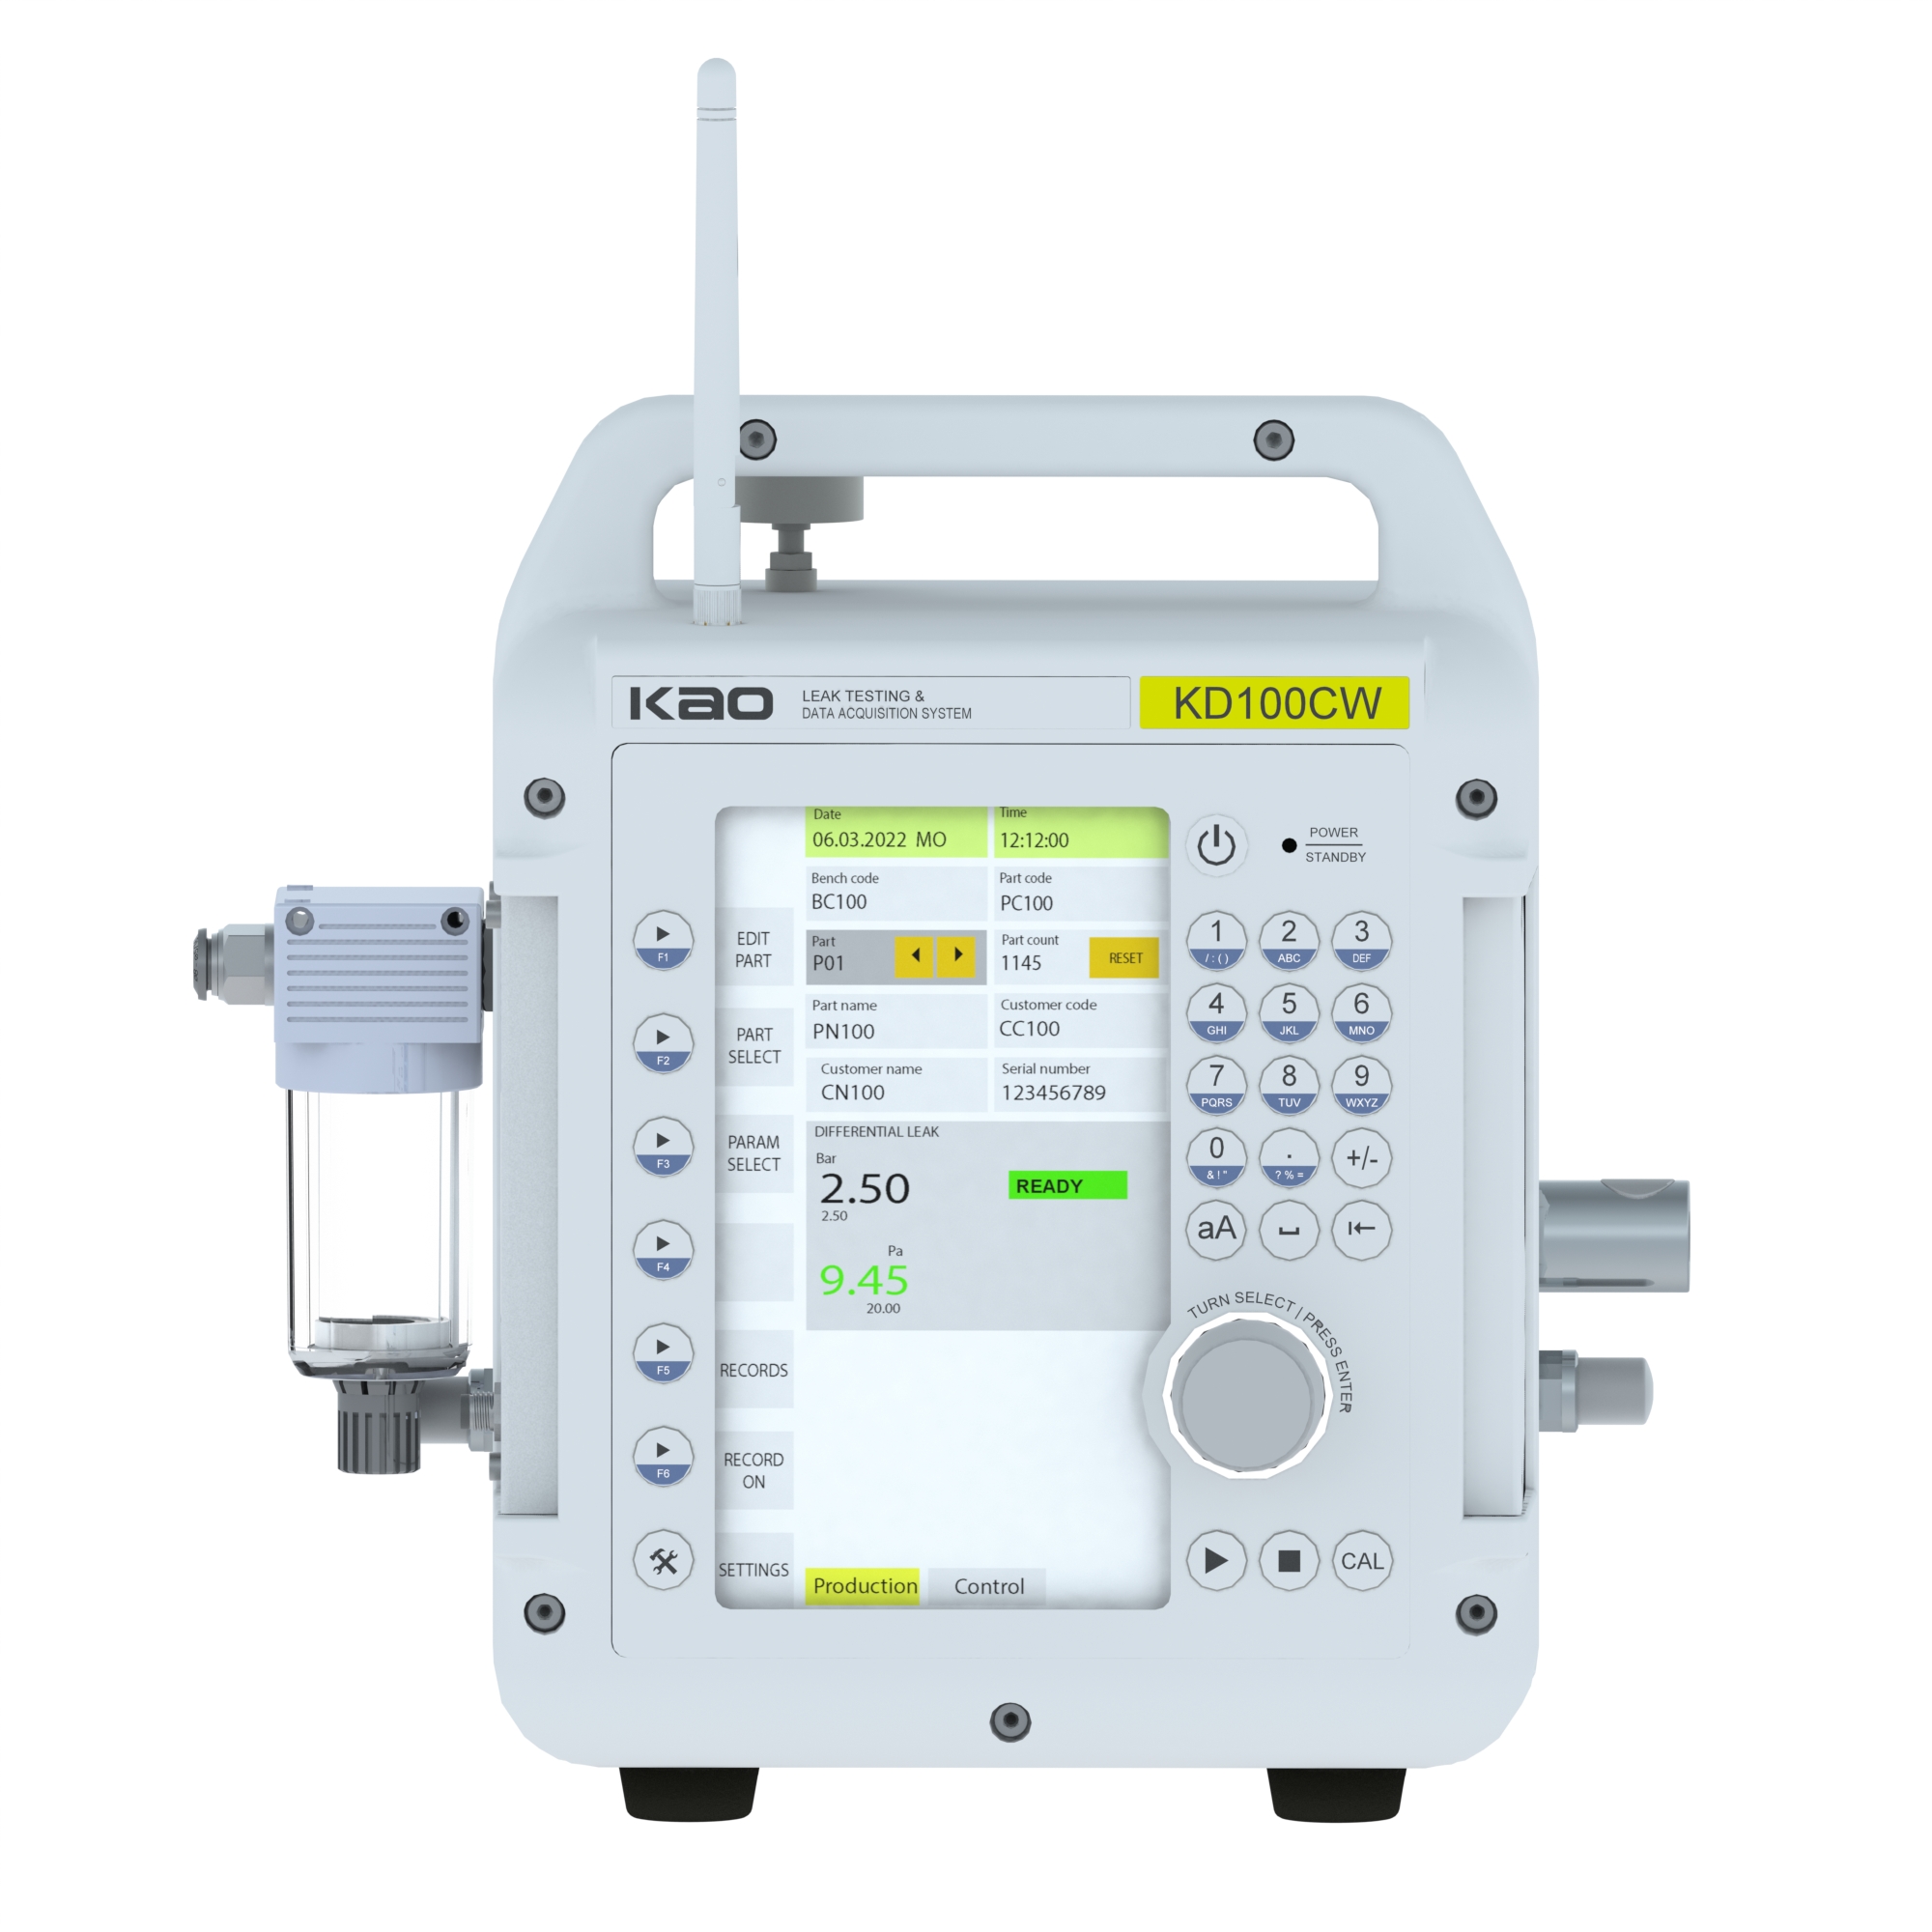 Kao
LEAK TESTING &
DATA ACQUISITION SYSTEM
KD100CW
Date
06.03.2022 MO
Time
12:12:00
Bench code
BC100
Part code
PC100
Part
P01
Part count
1145
RESET
Part name
PN100
Customer code
CC100
Customer name
CN100
Serial number
123456789
DIFFERENTIAL LEAK
Bar
2.50
2.50
READY
Pa
9.45
20.00
Production
Control
EDIT
PART
PART
SELECT
PARAM
SELECT
RECORDS
RECORD
ON
SETTINGS
F1
F2
F3
F4
F5
F6
POWER
STANDBY
1
/ : ( )
2
ABC
3
DEF
4
GHI
5
JKL
6
MNO
7
PQRS
8
TUV
9
WXYZ
0
& ! "
.
? % =
+/-
aA
TURN SELECT | PRESS ENTER
CAL